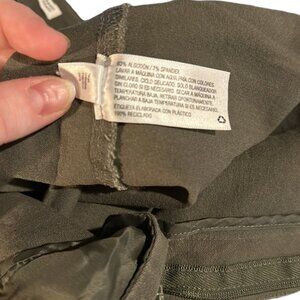 93% ALGODÓN / 7% SPANDEX
LAVAR A MÁQUINA CON AGUA FRÍA CON COLORES
SIMILARES. CICLO DELICADO. SOLO BLANQUEADOR
SIN CLORO SI ES NECESARIO. SECAR A MÁQUINA A
TEMPERATURA BAJA, RETIRAR OPORTUNAMENTE.
PLANCHAR A BAJA TEMPERATURA SI ES NECESARIO.
ETIQUETA ELABORADA CON PLÁSTICO
100% RECICLADO